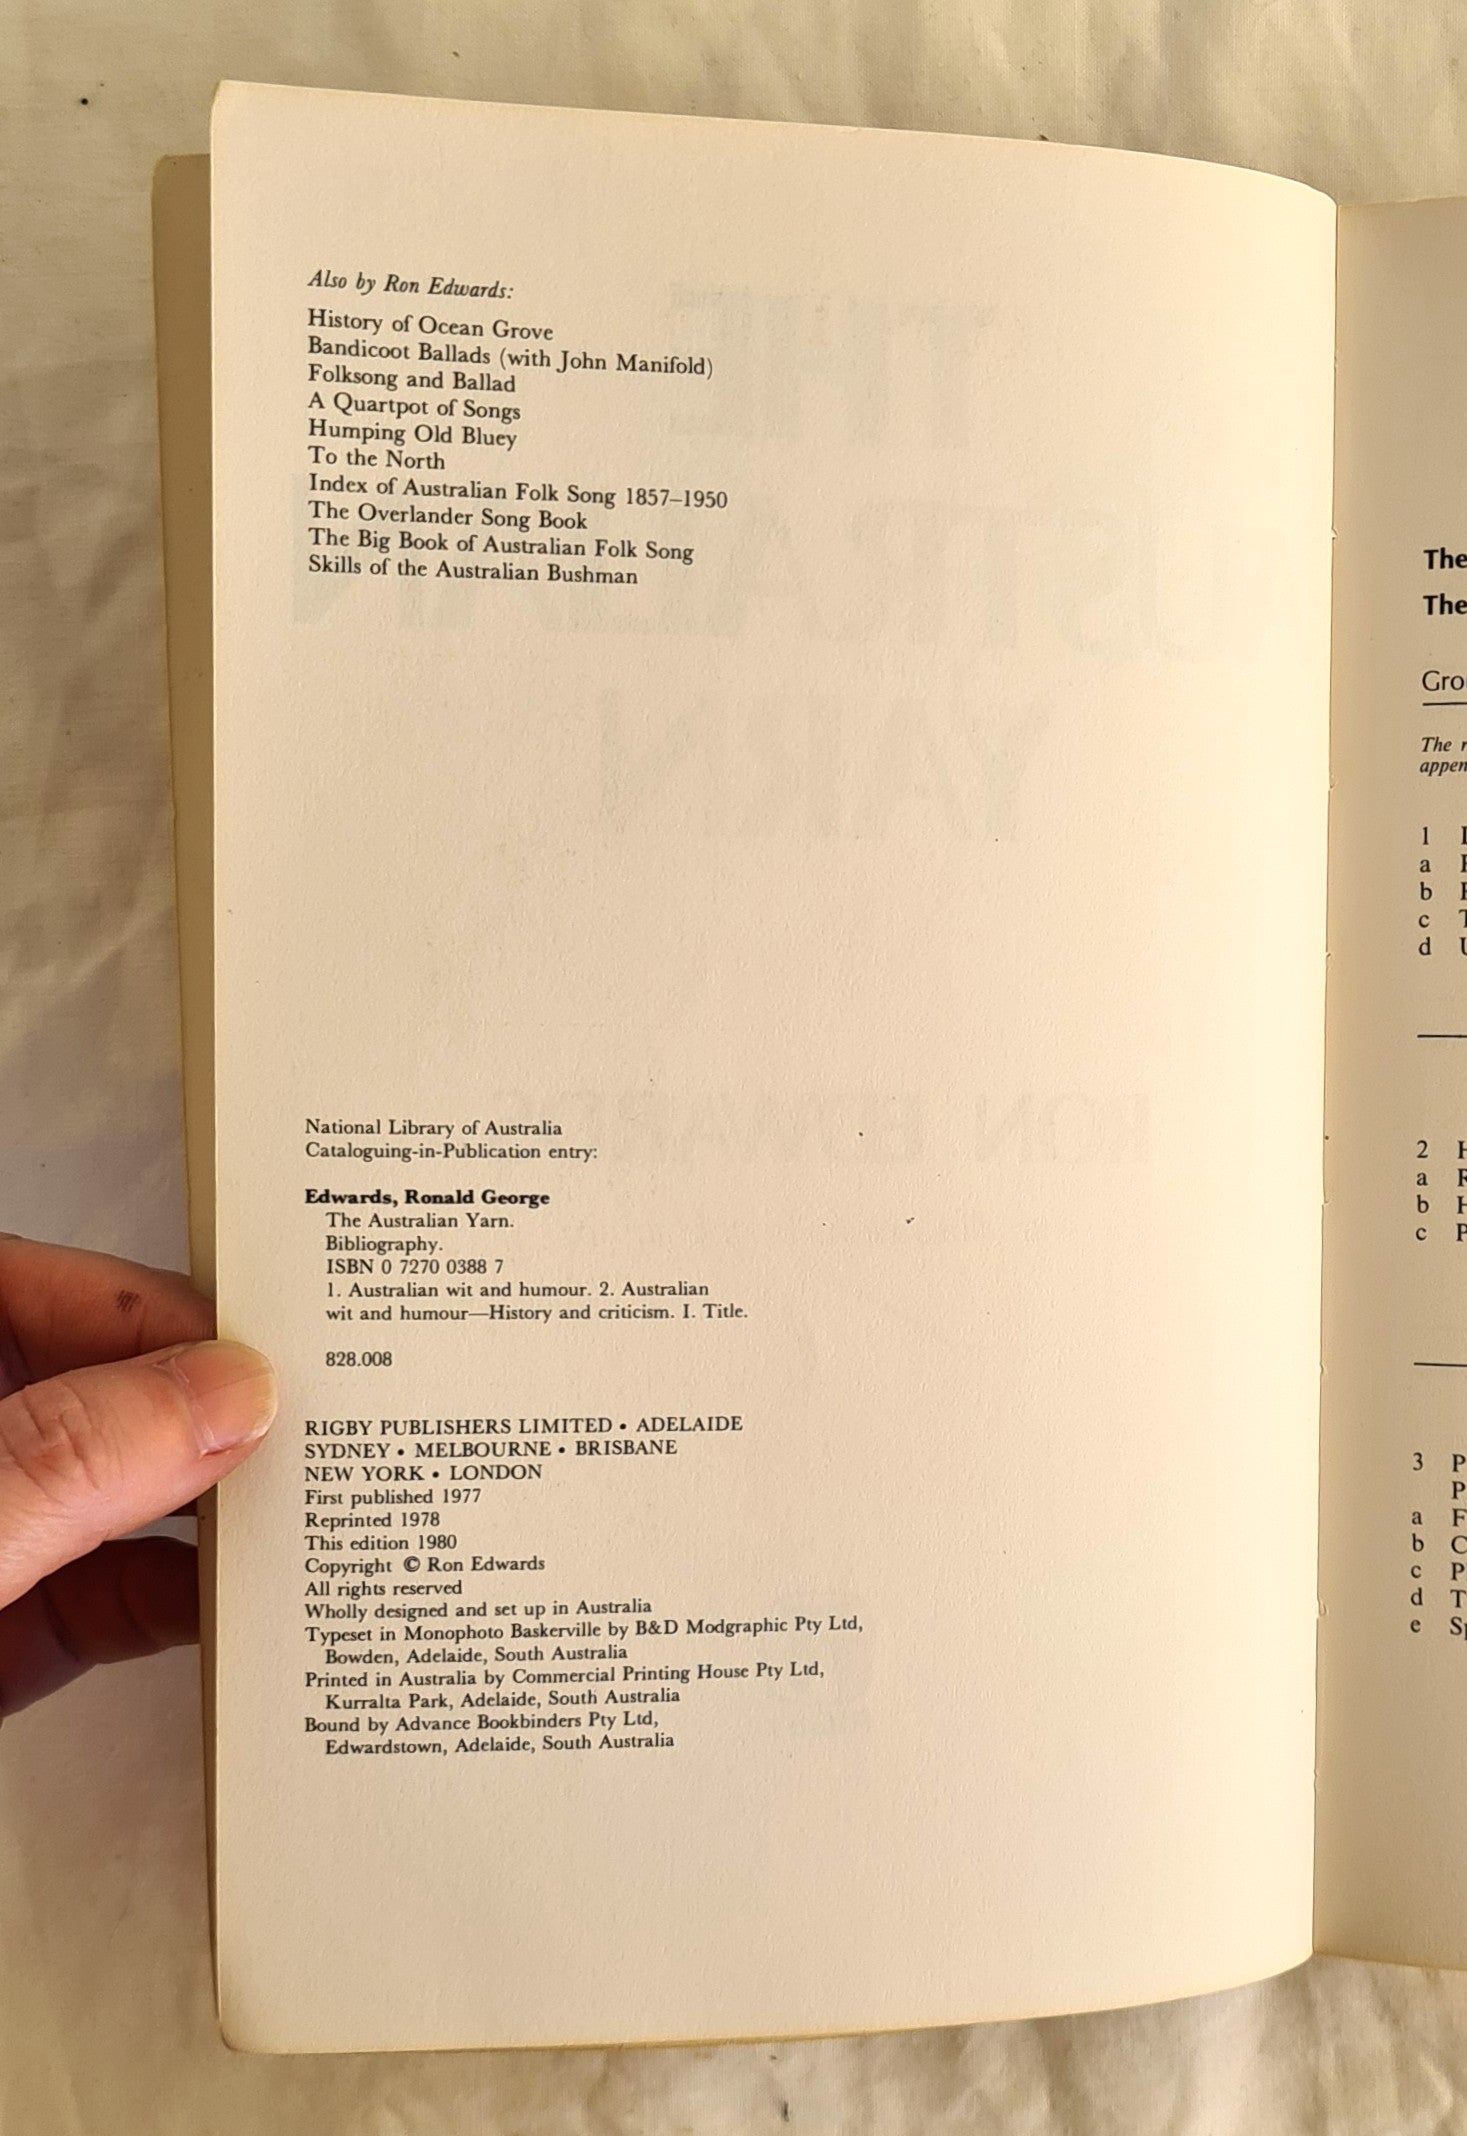 Also by Ron Edwards:
History of Ocean Grove
Bandicoot Ballads (with John Manifold)
Folksong and Ballad
A Quartpot of Songs
Humping Old Bluey
To the North
Index of Australian Folk Song 1857–1950
The Overlander Song Book
The Big Book of Australian Folk Song
Skills of the Australian Bushman
National Library of Australia
Cataloguing-in-Publication entry:
Edwards, Ronald George
The Australian Yarn.
Bibliography.
ISBN 0 7270 0388 7
1. Australian wit and humour. 2. Australian
wit and humour—History and criticism. I. Title.
828.008
RIGBY PUBLISHERS LIMITED • ADELAIDE
SYDNEY • MELBOURNE • BRISBANE
NEW YORK • LONDON
First published 1977
Reprinted 1978
This edition 1980
Copyright © Ron Edwards
All rights reserved
Wholly designed and set up in Australia
Typeset in Monophoto Baskerville by B&D Modgraphic Pty Ltd,
Bowden, Adelaide, South Australia
Printed in Australia by Commercial Printing House Pty Ltd,
Kurralta Park, Adelaide, South Australia
Bound by Advance Bookbinders Pty Ltd,
Edwardstown, Adelaide, South Australia
The
The
The
1
a
b
c
d
2
a
b
c
3
a
b
c
d
e